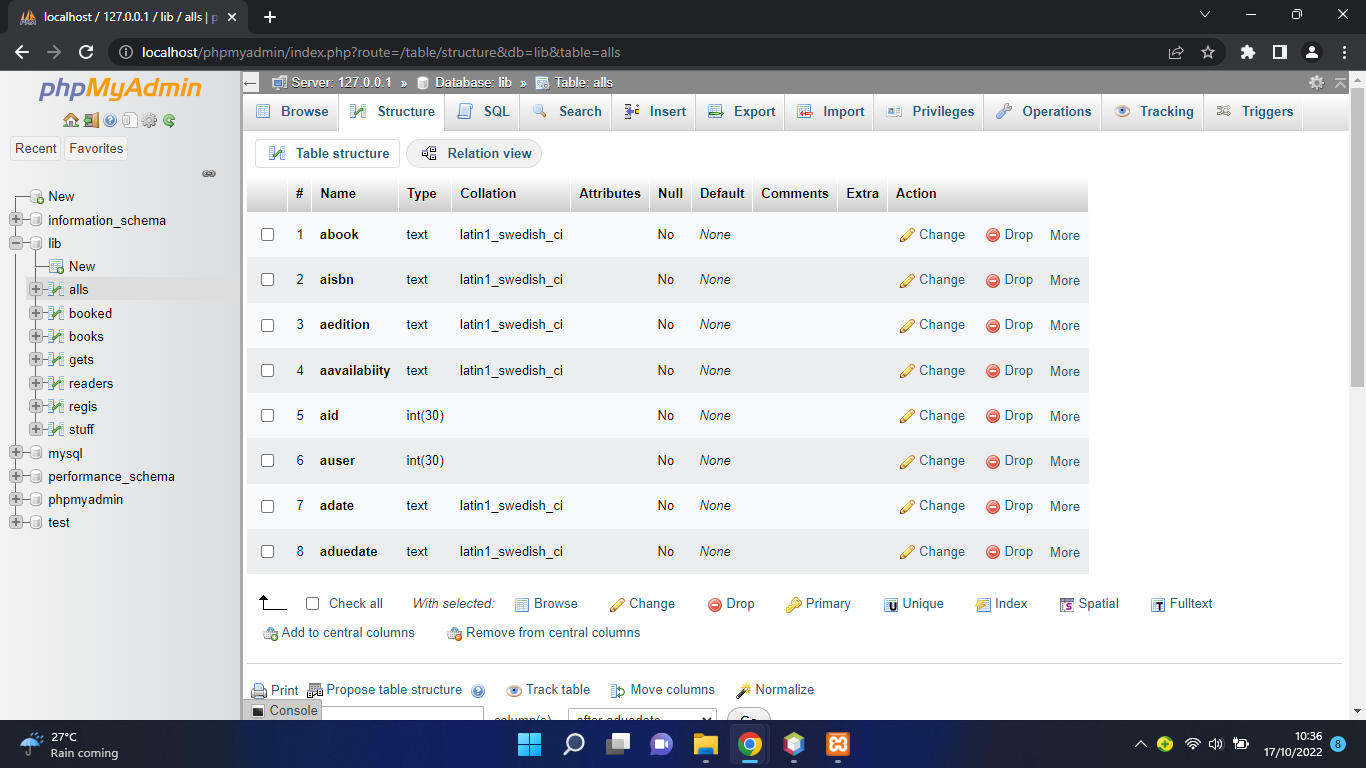 localhost / 127.0.0.1 / lib / alls | p
localhost/phpmyadmin/index.php?route=/table/structure&db=lib&table=alls
phpMyAdmin
Recent Favorites
New
information_schema
lib
New
alls
booked
books
gets
readers
regis
stuff
mysql
performance_schema
phpmyadmin
test
Server: 127.0.0.1 » Database: lib » Table: alls
Browse Structure SQL Search Insert Export Import Privileges Operations Tracking Triggers
Table structure Relation view
# Name Type Collation Attributes Null Default Comments Extra Action
1 abook text latin1_swedish_ci No None Change Drop More
2 aisbn text latin1_swedish_ci No None Change Drop More
3 aedition text latin1_swedish_ci No None Change Drop More
4 aavailabiity text latin1_swedish_ci No None Change Drop More
5 aid int(30) No None Change Drop More
6 auser int(30) No None Change Drop More
7 adate text latin1_swedish_ci No None Change Drop More
8 aduedate text latin1_swedish_ci No None Change Drop More
Check all With selected: Browse Change Drop Primary Unique Index Spatial Fulltext
Add to central columns Remove from central columns
Print Propose table structure Track table Move columns Normalize
Console column(s) after aduedate Go
27°C
Rain coming
10:36
17/10/2022 8